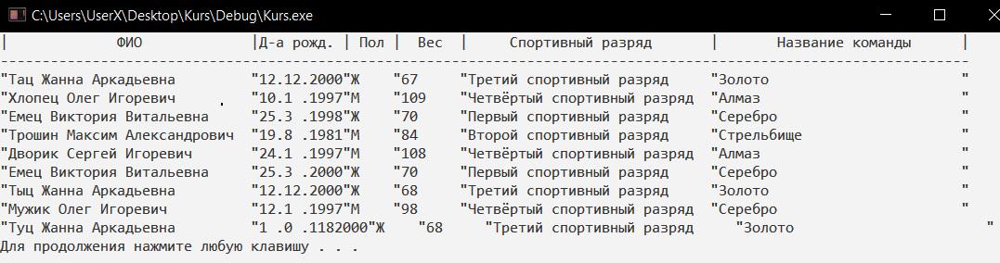 C:\Users\UserX\Desktop\Kurs\Debug\Kurs.exe
| ФИО |Д-а рожд. | Пол | Вес | Спортивный разряд | Название команды |
--------------------------------------------------------------------------------------------------------------------
"Тац Жанна Аркадьевна "12.12.2000"Ж "67 "Третий спортивный разряд "Золото "
"Хлопец Олег Игоревич "10.1 .1997"М "109 "Четвёртый спортивный разряд "Алмаз "
"Емец Виктория Витальевна "25.3 .1998"Ж "70 "Первый спортивный разряд "Серебро "
"Трошин Максим Александрович "19.8 .1981"М "84 "Второй спортивный разряд "Стрельбище "
"Дворик Сергей Игоревич "24.1 .1997"М "108 "Четвёртый спортивный разряд "Алмаз "
"Емец Виктория Витальевна "25.3 .2000"Ж "70 "Первый спортивный разряд "Серебро "
"Тыц Жанна Аркадьевна "12.12.2000"Ж "68 "Третий спортивный разряд "Золото "
"Мужик Олег Игоревич "12.1 .1997"М "98 "Четвёртый спортивный разряд "Серебро "
"Туц Жанна Аркадьевна "1 .0 .1182000"Ж "68 "Третий спортивный разряд "Золото "
Для продолжения нажмите любую клавишу . . .